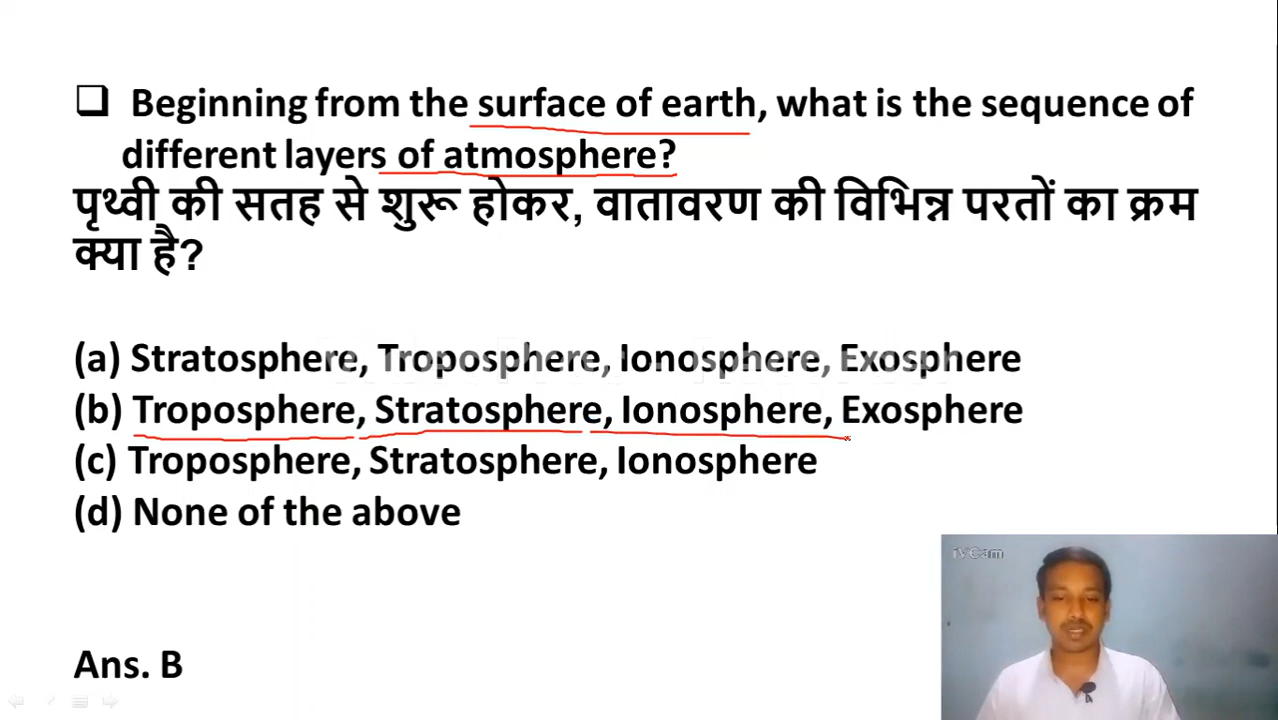 ❑ Beginning from the surface of earth, what is the sequence of
different layers of atmosphere?
पृथ्वी की सतह से शुरू होकर, वातावरण की विभिन्न परतों का क्रम
क्या है?
(a) Stratosphere, Troposphere, Ionosphere, Exosphere
(b) Troposphere, Stratosphere, Ionosphere, Exosphere
(c) Troposphere, Stratosphere, Ionosphere
(d) None of the above
iVCam
Ans. B